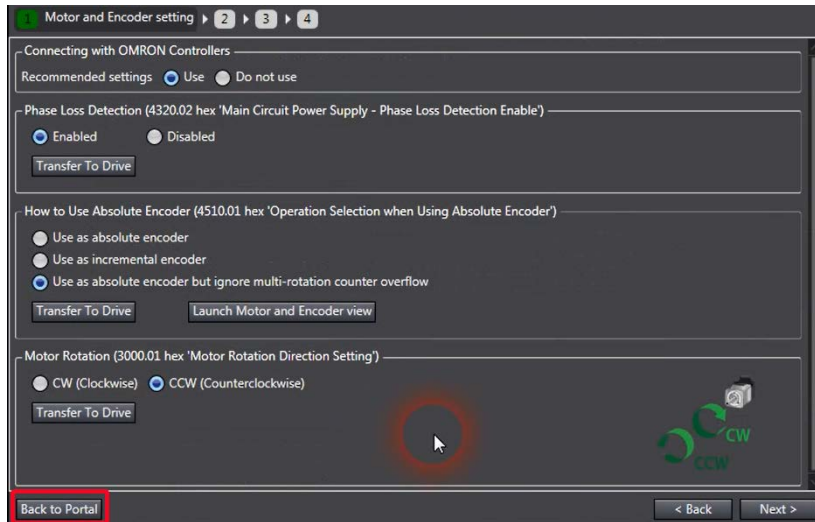 1 Motor and Encoder setting 2 3 4
Connecting with OMRON Controllers
Recommended settings Use Do not use
Phase Loss Detection (4320.02 hex 'Main Circuit Power Supply - Phase Loss Detection Enable')
Enabled Disabled
Transfer To Drive
How to Use Absolute Encoder (4510.01 hex 'Operation Selection when Using Absolute Encoder')
Use as absolute encoder
Use as incremental encoder
Use as absolute encoder but ignore multi-rotation counter overflow
Transfer To Drive Launch Motor and Encoder view
Motor Rotation (3000.01 hex 'Motor Rotation Direction Setting')
CW (Clockwise) CCW (Counterclockwise)
Transfer To Drive
CW
CCW
Back to Portal < Back Next >